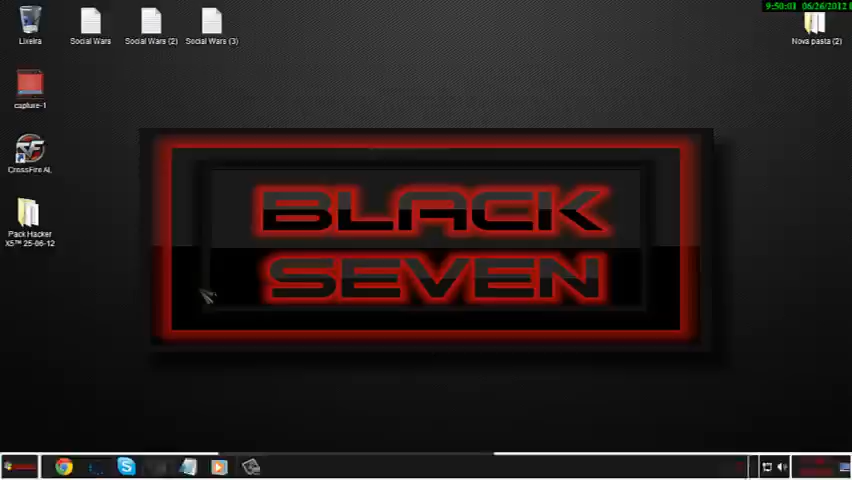 9:50:01 06/26/2012
Lixeira
Social Wars
Social Wars (2)
Social Wars (3)
Nova pasta (2)
capture-1
CrossFire AL
Pack Hacker
X5™ 25-06-12
BLACK
SEVEN